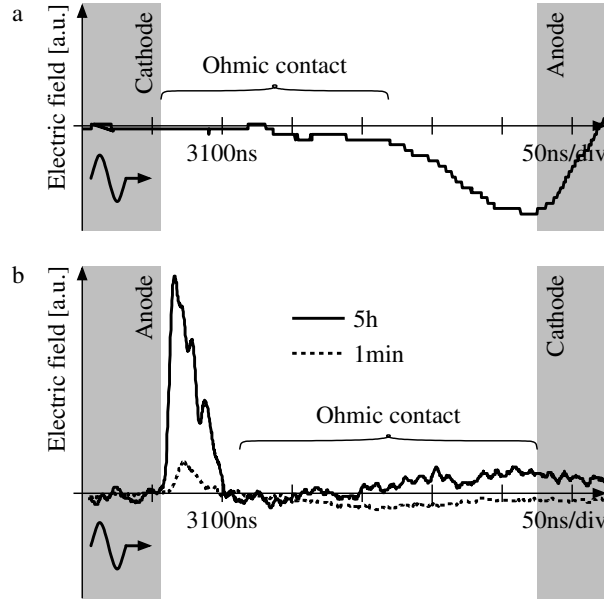 a
Electric field [a.u.]
Cathode
Ohmic contact
Anode
3100ns
50ns/div
b
Electric field [a.u.]
Anode
5h
1min
Cathode
Ohmic contact
3100ns
50ns/div